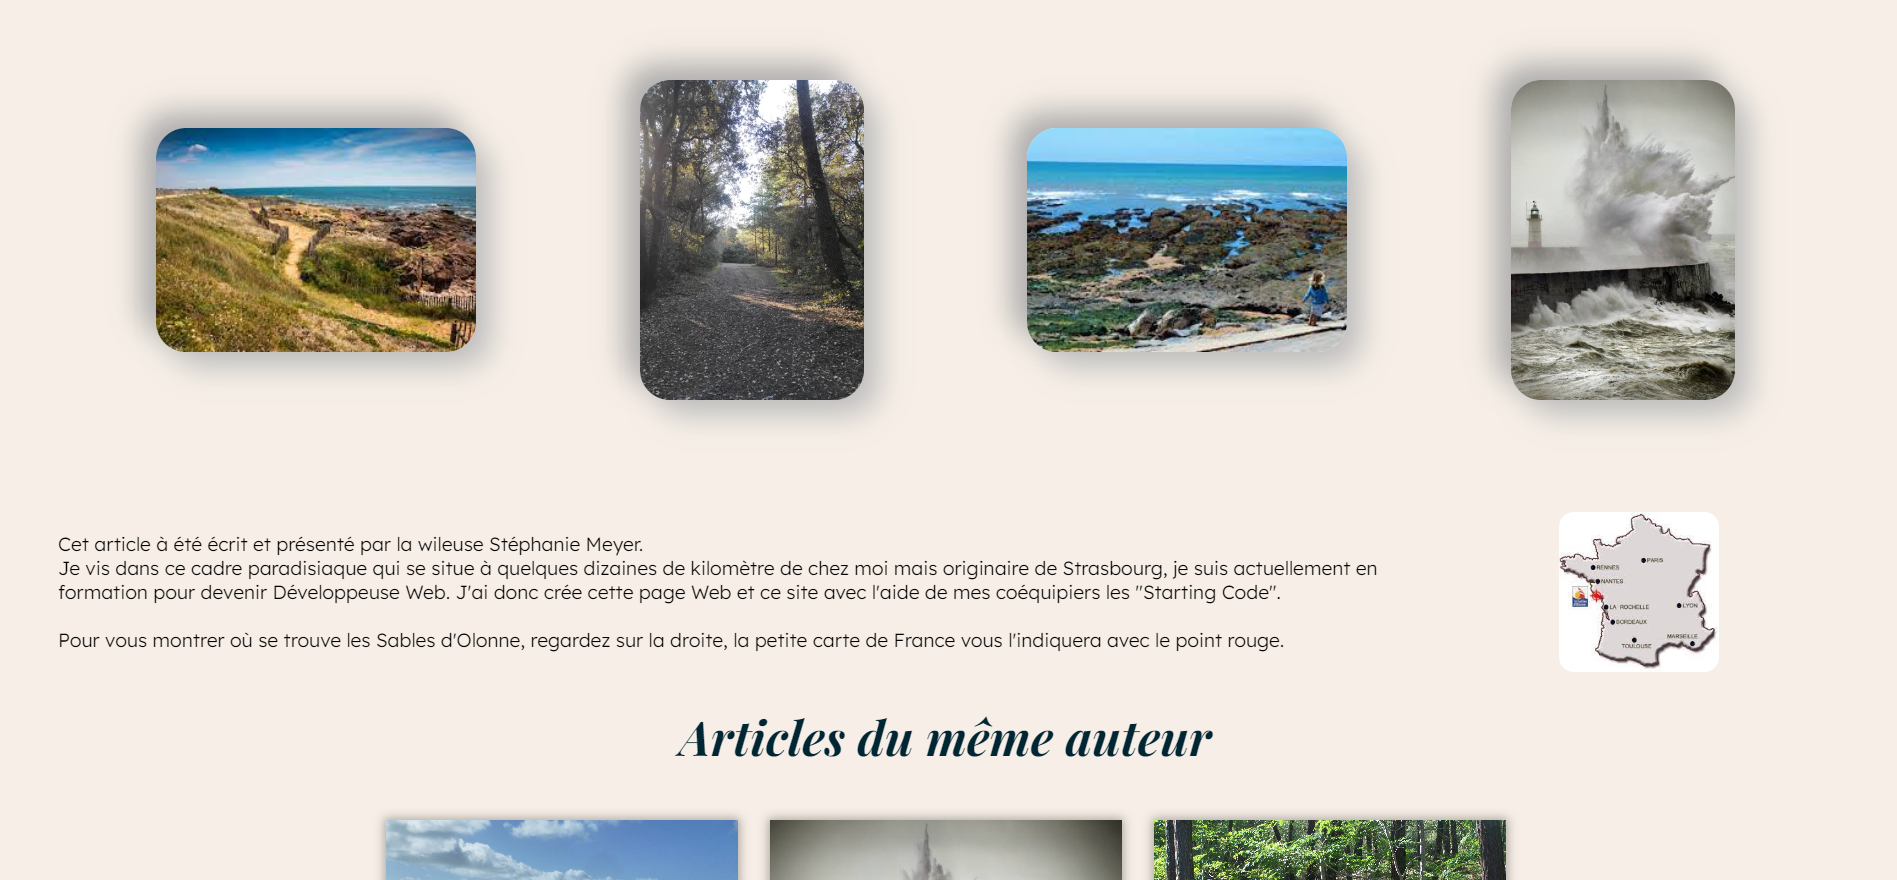 Cet article à été écrit et présenté par la wileuse Stéphanie Meyer.
Je vis dans ce cadre paradisiaque qui se situe à quelques dizaines de kilomètre de chez moi mais originaire de Strasbourg, je suis actuellement en
formation pour devenir Développeuse Web. J'ai donc crée cette page Web et ce site avec l'aide de mes coéquipiers les "Starting Code".
Pour vous montrer où se trouve les Sables d'Olonne, regardez sur la droite, la petite carte de France vous l'indiquera avec le point rouge.
PARIS
RENNES
NANTES
LA ROCHELLE
LYON
BORDEAUX
MARSEILLE
TOULOUSE
Articles du même auteur